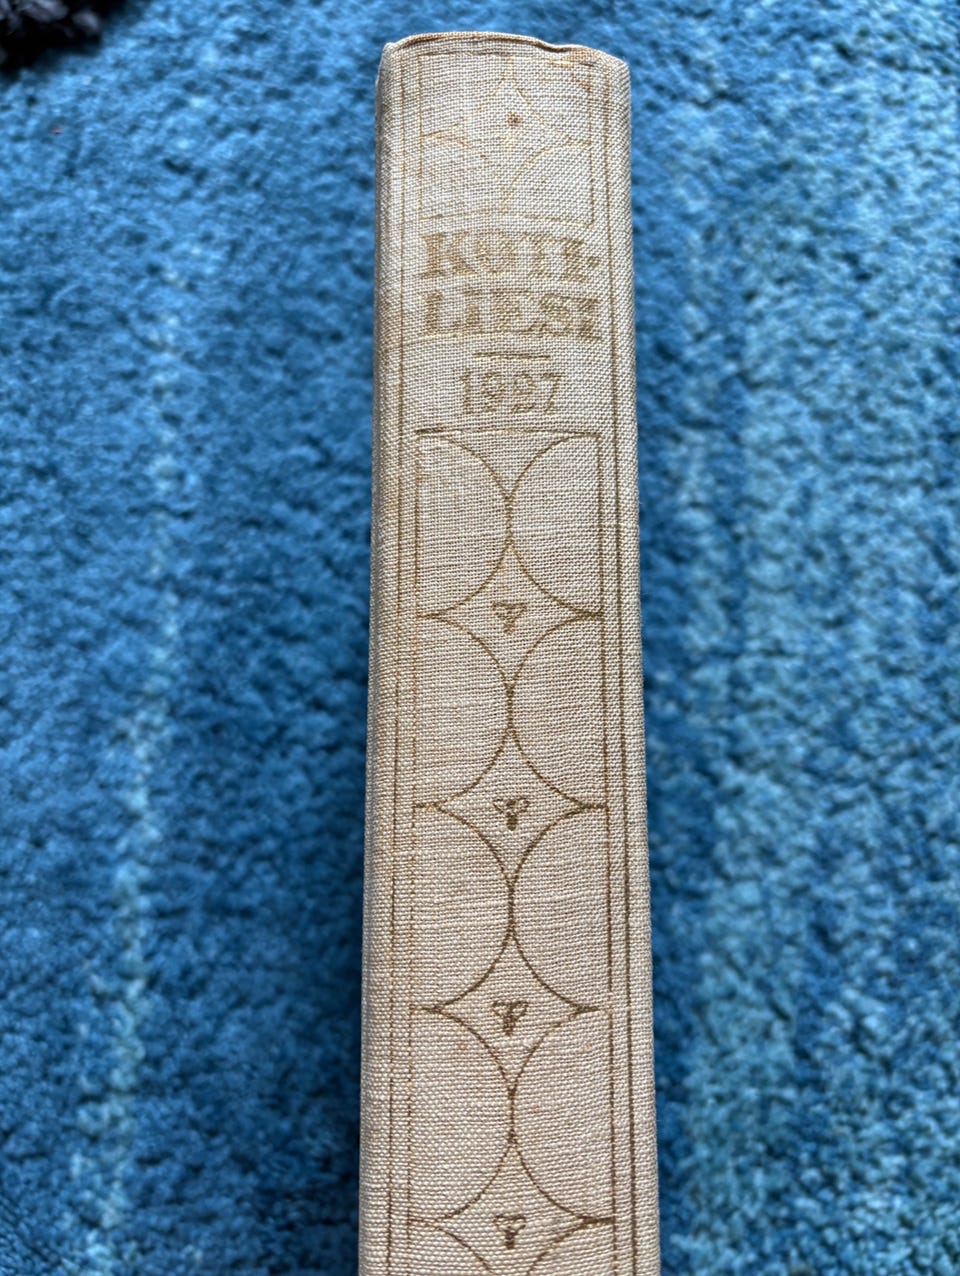 KOTI-
LIESI
1927